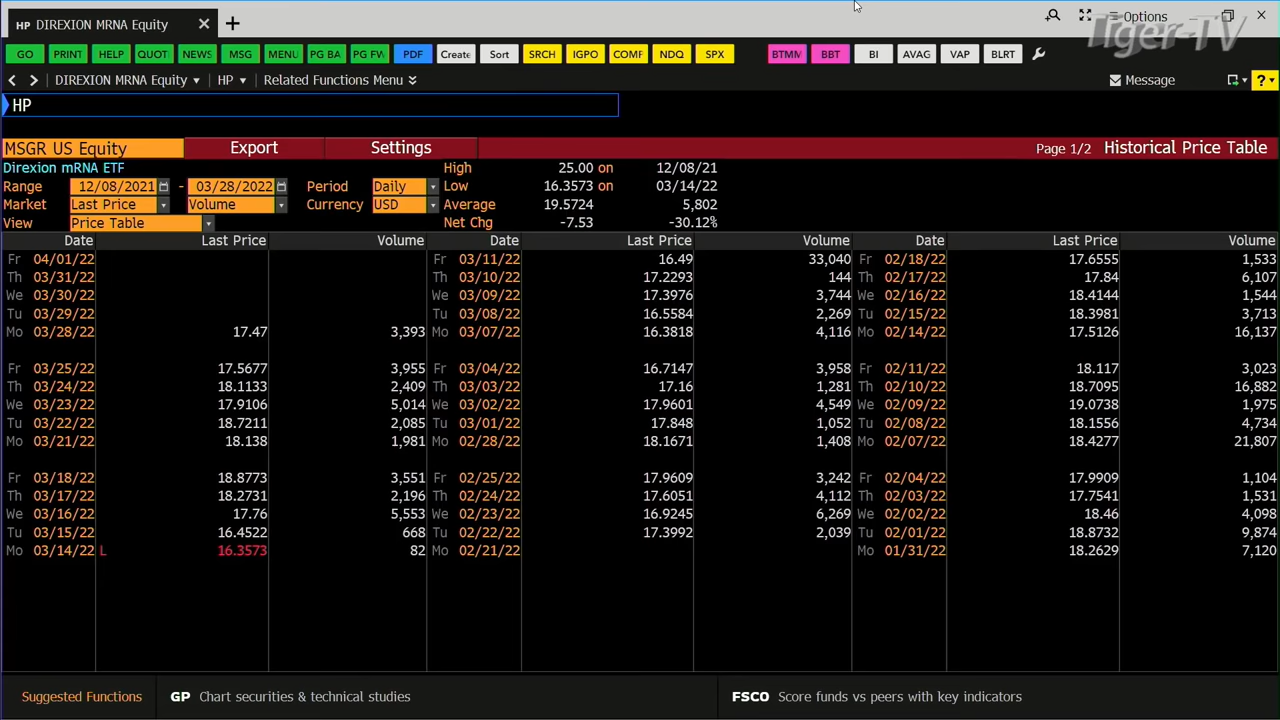 HP DIREXION MRNA Equity
Tiger-TV
Options
GO PRINT HELP QUOT NEWS MSG MENU PG BA PG FW PDF Create Sort SRCH IGPO COMF NDQ SPX BTMM BBT BI AVAG VAP BLRT
DIREXION MRNA Equity HP Related Functions Menu Message ?
HP
MSGR US Equity Export Settings Page 1/2 Historical Price Table
Direxion mRNA ETF High 25.00 on 12/08/21
Range 12/08/2021 - 03/28/2022 Period Daily Low 16.3573 on 03/14/22
Market Last Price Volume Currency USD Average 19.5724 5,802
View Price Table Net Chg -7.53 -30.12%
Date Last Price Volume Date Last Price Volume Date Last Price Volume
Fr 04/01/22 Fr 03/11/22 16.49 33,040 Fr 02/18/22 17.6555 1,533
Th 03/31/22 Th 03/10/22 17.2293 144 Th 02/17/22 17.84 6,107
We 03/30/22 We 03/09/22 17.3976 3,744 We 02/16/22 18.4144 1,544
Tu 03/29/22 Tu 03/08/22 16.5584 2,269 Tu 02/15/22 18.3981 3,713
Mo 03/28/22 17.47 3,393 Mo 03/07/22 16.3818 4,116 Mo 02/14/22 17.5126 16,137
Fr 03/25/22 17.5677 3,955 Fr 03/04/22 16.7147 3,958 Fr 02/11/22 18.117 3,023
Th 03/24/22 18.1133 2,409 Th 03/03/22 17.16 1,281 Th 02/10/22 18.7095 16,882
We 03/23/22 17.9106 5,014 We 03/02/22 17.9601 4,549 We 02/09/22 19.0738 1,975
Tu 03/22/22 18.7211 2,085 Tu 03/01/22 17.848 1,052 Tu 02/08/22 18.1556 4,734
Mo 03/21/22 18.138 1,981 Mo 02/28/22 18.1671 1,408 Mo 02/07/22 18.4277 21,807
Fr 03/18/22 18.8773 3,551 Fr 02/25/22 17.9609 3,242 Fr 02/04/22 17.9909 1,104
Th 03/17/22 18.2731 2,196 Th 02/24/22 17.6051 4,112 Th 02/03/22 17.7541 1,531
We 03/16/22 17.76 5,553 We 02/23/22 16.9245 6,269 We 02/02/22 18.46 4,098
Tu 03/15/22 16.4522 668 Tu 02/22/22 17.3992 2,039 Tu 02/01/22 18.8732 9,874
Mo 03/14/22 L 16.3573 82 Mo 02/21/22 Mo 01/31/22 18.2629 7,120
Suggested Functions GP Chart securities & technical studies FSCO Score funds vs peers with key indicators